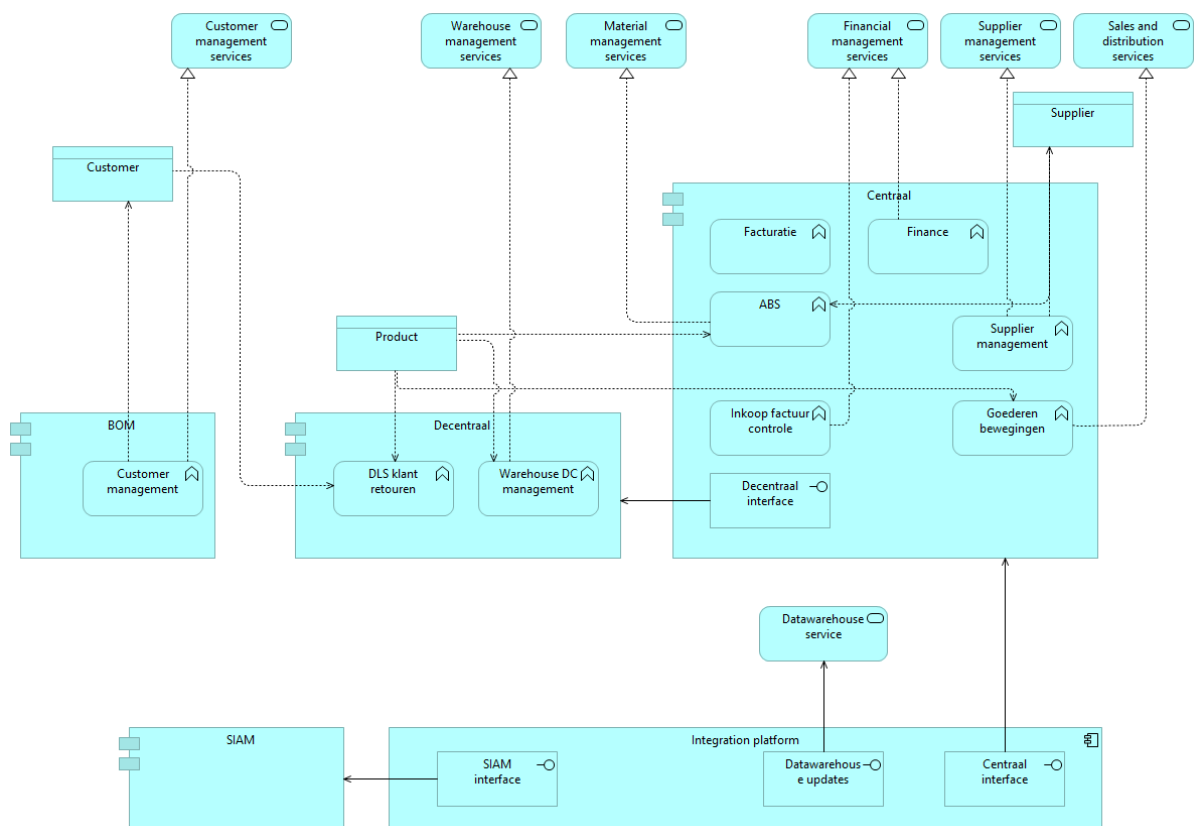 Customer
management
services
Warehouse
management
services
Material
management
services
Financial
management
services
Supplier
management
services
Sales and
distribution
services
Supplier
Customer
Centraal
Facturatie
Finance
ABS
Supplier
management
Product
Inkoop factuur
controle
Goederen
bewegingen
BOM
Customer
management
Decentraal
DLS klant
retouren
Warehouse DC
management
Decentraal
interface
Datawarehouse
service
SIAM
Integration platform
SIAM
interface
Datawarehous
e updates
Centraal
interface